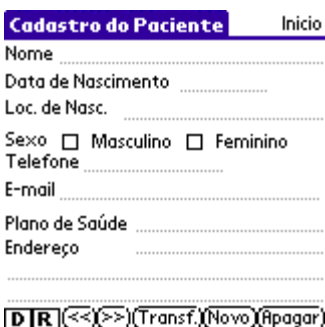 Cadastro do Paciente Inicio
Nome
Data de Nascimento
Loc. de Nasc.
Sexo Masculino Feminino
Telefone
E-mail
Plano de Saúde
Endereço
D R << >> Transf. Novo Apagar